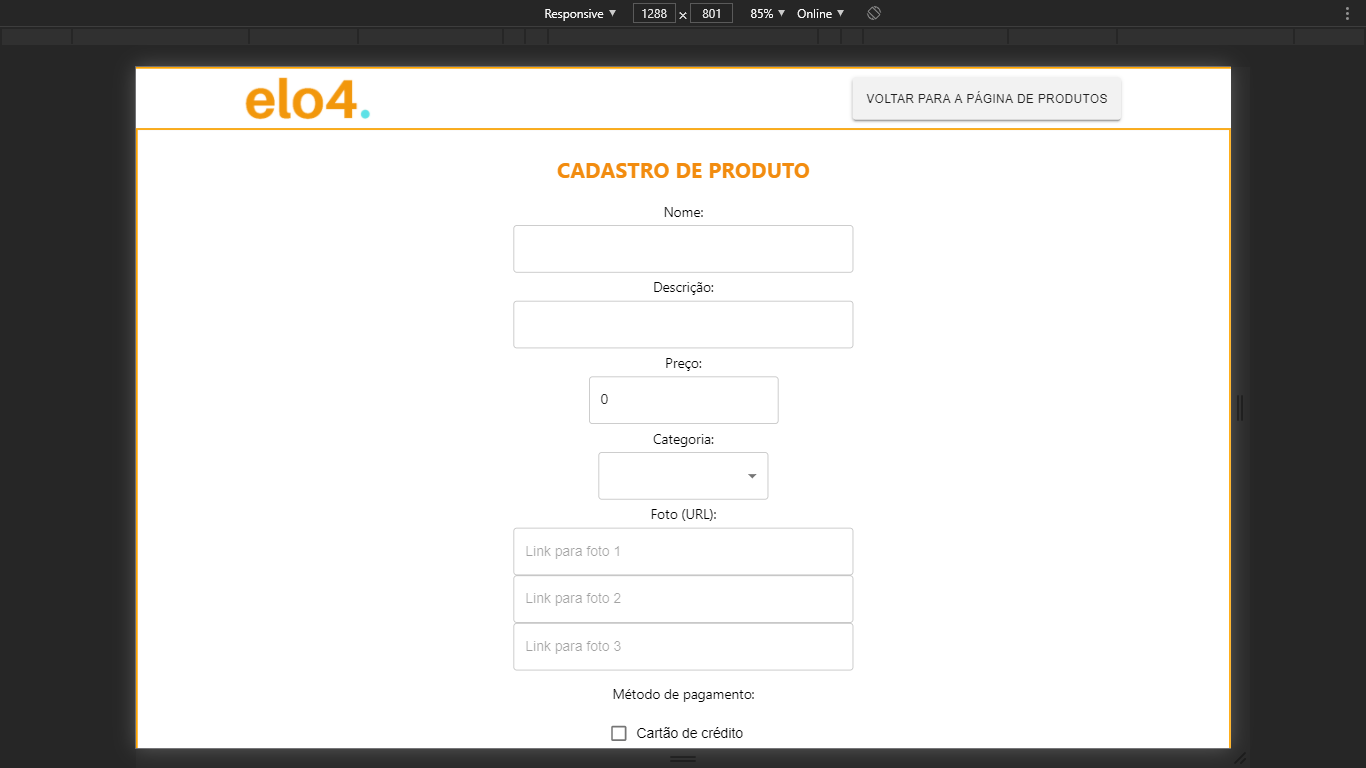 Responsive 1288 x 801 85% Online
elo4.
VOLTAR PARA A PÁGINA DE PRODUTOS
CADASTRO DE PRODUTO
Nome:
Descrição:
Preço:
0
Categoria:
Foto (URL):
Link para foto 1
Link para foto 2
Link para foto 3
Método de pagamento:
Cartão de crédito